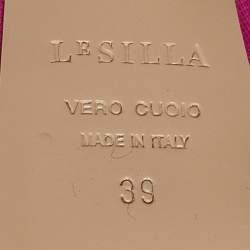 LE SILLA
VERO CUOIO
MADE IN ITALY
39